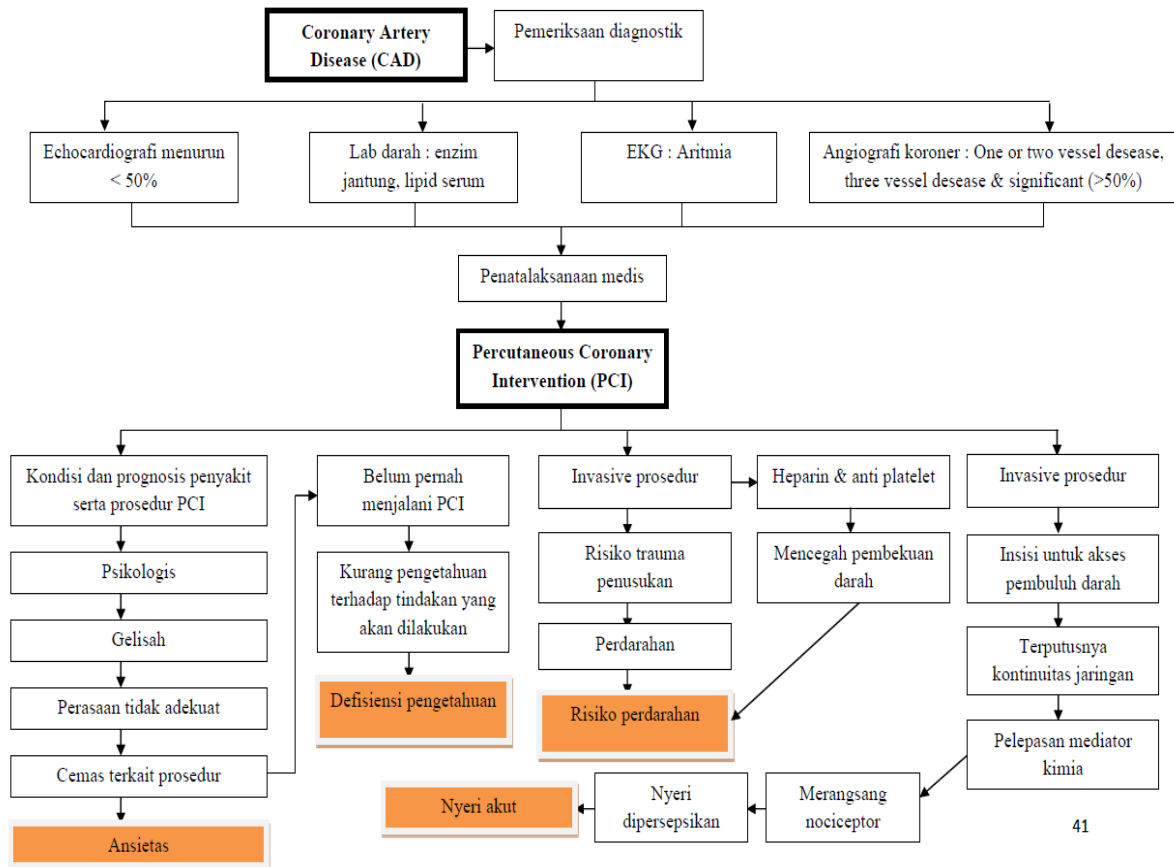 Coronary Artery
Disease (CAD)
Pemeriksaan diagnostik
Echocardiografi menurun
< 50%
Lab darah : enzim
jantung, lipid serum
EKG : Aritmia
Angiografi koroner : One or two vessel desease,
three vessel desease & significant (>50%)
Penatalaksanaan medis
Percutaneous Coronary
Intervention (PCI)
Kondisi dan prognosis penyakit
serta prosedur PCI
Psikologis
Gelisah
Perasaan tidak adekuat
Cemas terkait prosedur
Ansietas
Belum pernah
menjalani PCI
Kurang pengetahuan
terhadap tindakan yang
akan dilakukan
Defisiensi pengetahuan
Invasive prosedur
Risiko trauma
penusukan
Perdarahan
Risiko perdarahan
Heparin & anti platelet
Mencegah pembekuan
darah
Invasive prosedur
Insisi untuk akses
pembuluh darah
Terputusnya
kontinuitas jaringan
Pelepasan mediator
kimia
Merangsang
nociceptor
Nyeri
dipersepsikan
Nyeri akut
41